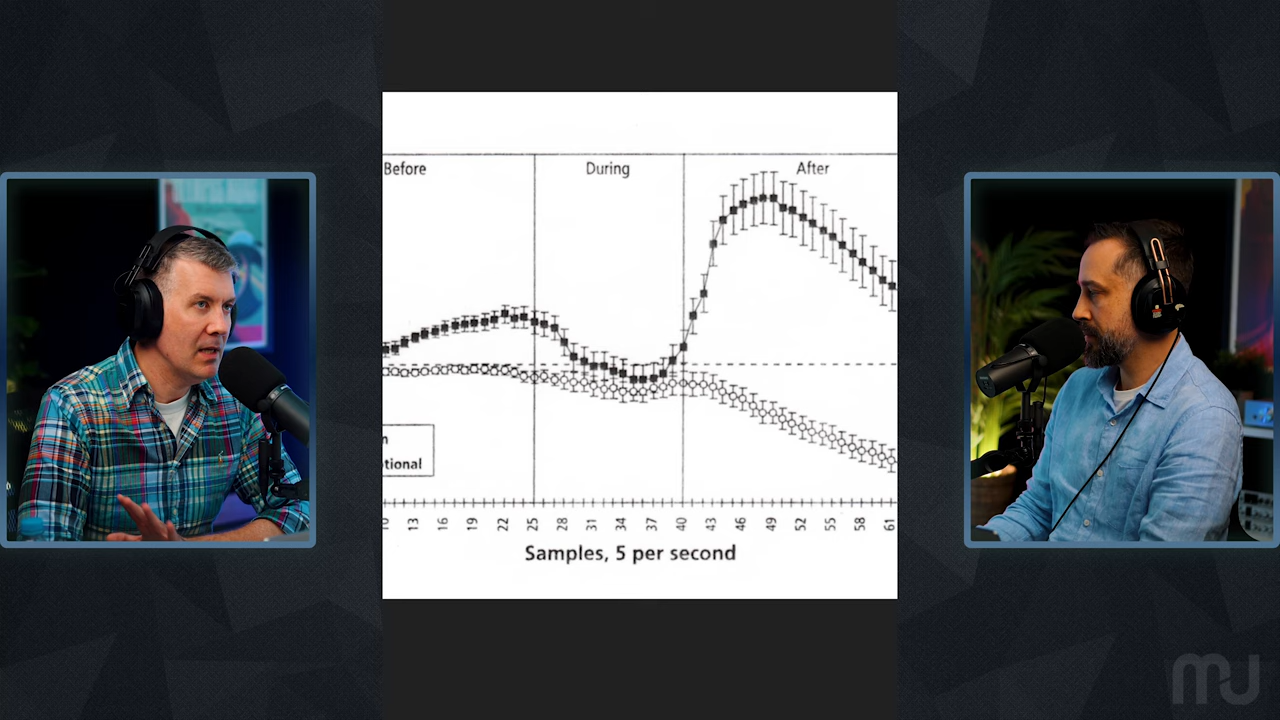 Before During After
tional
10 13 16 19 22 25 28 31 34 37 40 43 46 49 52 55 58 61
Samples, 5 per second
MU